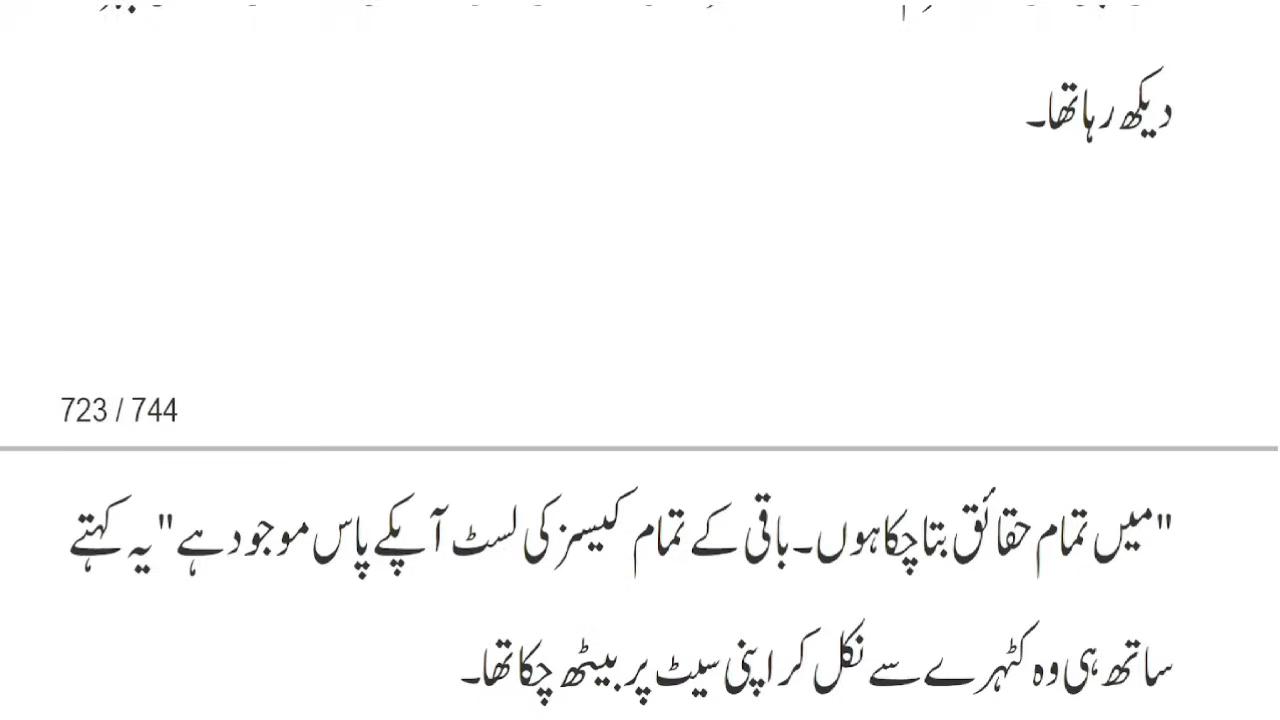 دیکھ رہا تھا۔
723 / 744
"میں تمام حقائق بتا چکا ہوں۔ باقی کے تمام کیسز کی لسٹ آپکے پاس موجود ہے" یہ کہتے
ساتھ ہی وہ کٹہرے سے نکل کر اپنی سیٹ پر بیٹھ چکا تھا۔